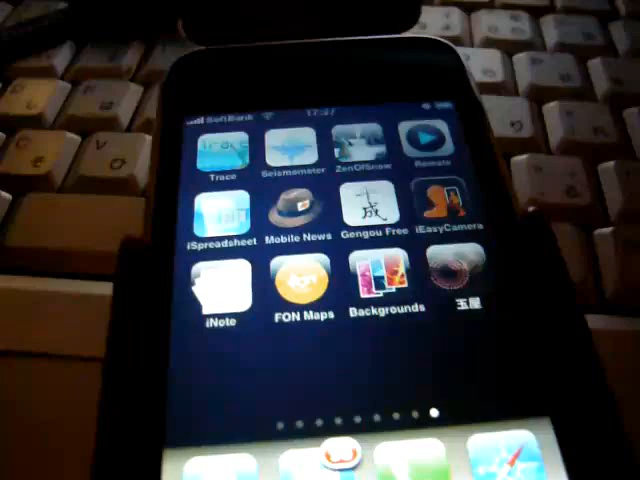 SoftBank 17:37
Trace Seismometer ZenOfSnow Remote
iSpreadsheet Mobile News Gengou Free iEasyCamera
iNote FON Maps Backgrounds 玉屋